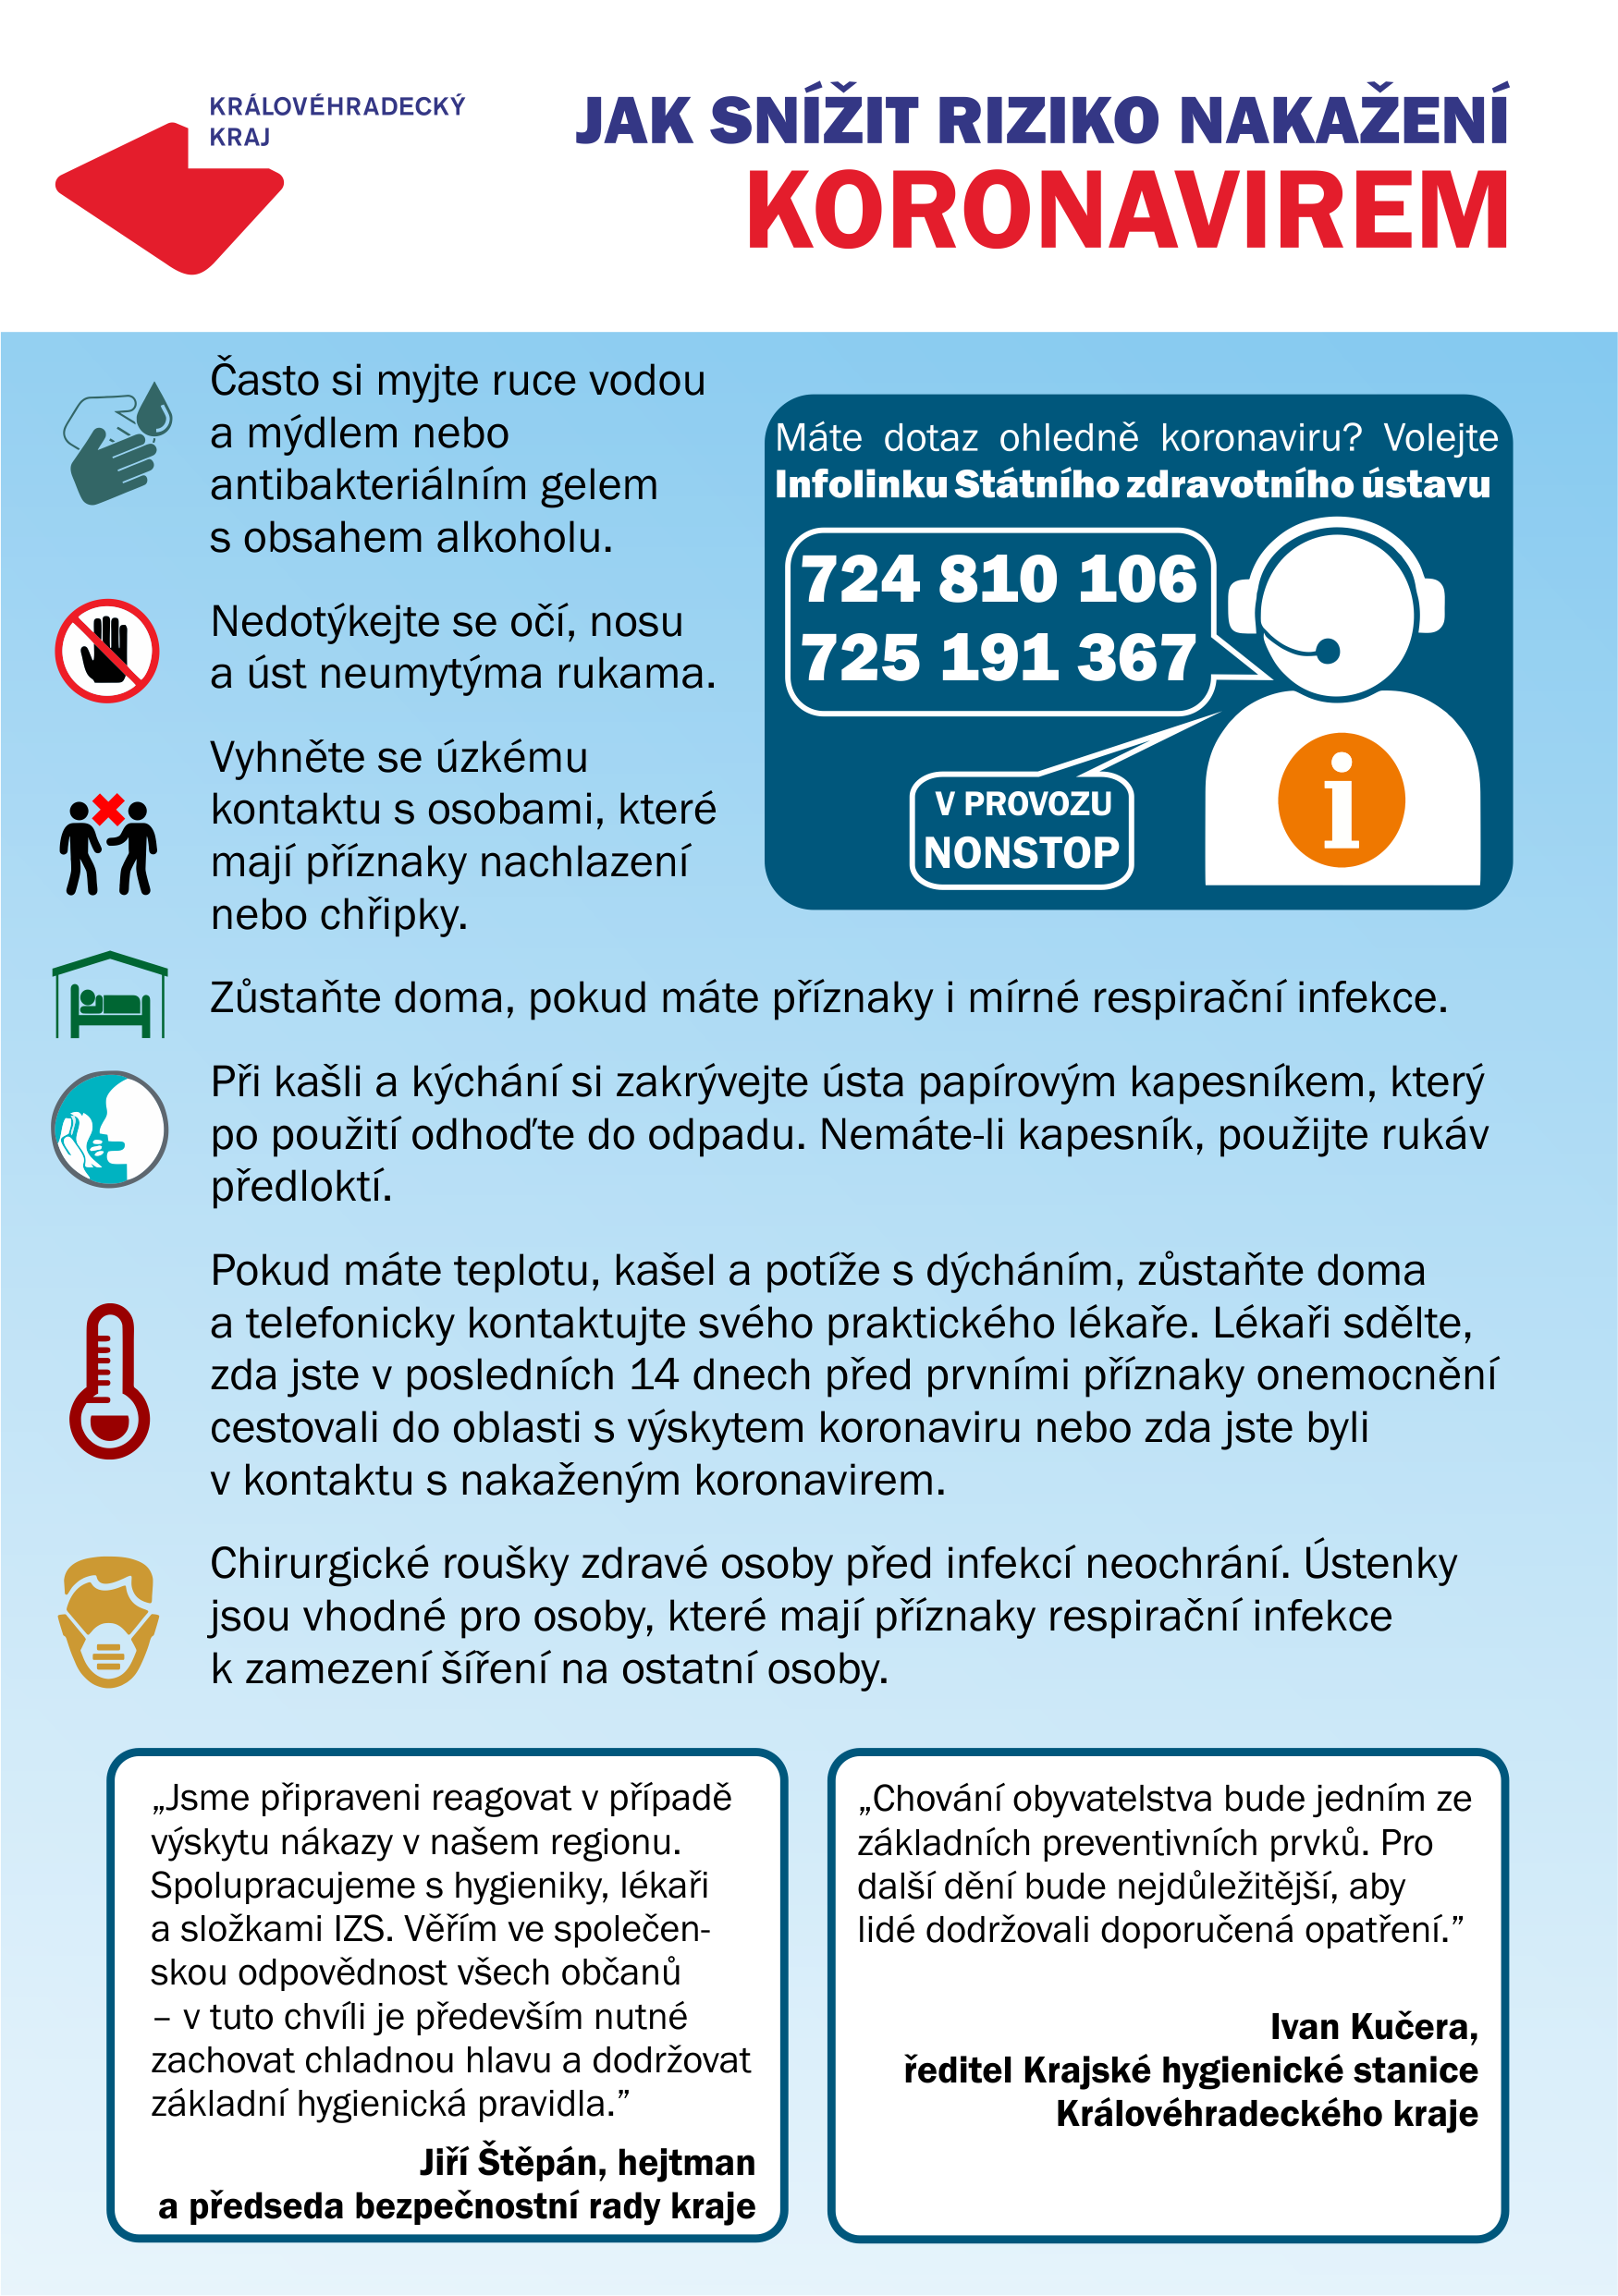 KRÁLOVÉHRADECKÝ
KRAJ
JAK SNÍŽIT RIZIKO NAKAŽENÍ
KORONAVIREM
Často si myjte ruce vodou
a mýdlem nebo
antibakteriálním gelem
s obsahem alkoholu.
Nedotýkejte se očí, nosu
a úst neumytýma rukama.
Vyhněte se úzkému
kontaktu s osobami, které
mají příznaky nachlazení
nebo chřipky.
Máte dotaz ohledně koronaviru? Volejte
Infolinku Státního zdravotního ústavu
724 810 106
725 191 367
V PROVOZU
NONSTOP
i
Zůstaňte doma, pokud máte příznaky i mírné respirační infekce.
Při kašli a kýchání si zakrývejte ústa papírovým kapesníkem, který
po použití odhoďte do odpadu. Nemáte-li kapesník, použijte rukáv
předloktí.
Pokud máte teplotu, kašel a potíže s dýcháním, zůstaňte doma
a telefonicky kontaktujte svého praktického lékaře. Lékaři sdělte,
zda jste v posledních 14 dnech před prvními příznaky onemocnění
cestovali do oblasti s výskytem koronaviru nebo zda jste byli
v kontaktu s nakaženým koronavirem.
Chirurgické roušky zdravé osoby před infekcí neochrání. Ústenky
jsou vhodné pro osoby, které mají příznaky respirační infekce
k zamezení šíření na ostatní osoby.
„Jsme připraveni reagovat v případě
výskytu nákazy v našem regionu.
Spolupracujeme s hygieniky, lékaři
a složkami IZS. Věřím ve společen-
skou odpovědnost všech občanů
– v tuto chvíli je především nutné
zachovat chladnou hlavu a dodržovat
základní hygienická pravidla.”
Jiří Štěpán, hejtman
a předseda bezpečnostní rady kraje
„Chování obyvatelstva bude jedním ze
základních preventivních prvků. Pro
další dění bude nejdůležitější, aby
lidé dodržovali doporučená opatření.”
Ivan Kučera,
ředitel Krajské hygienické stanice
Královéhradeckého kraje